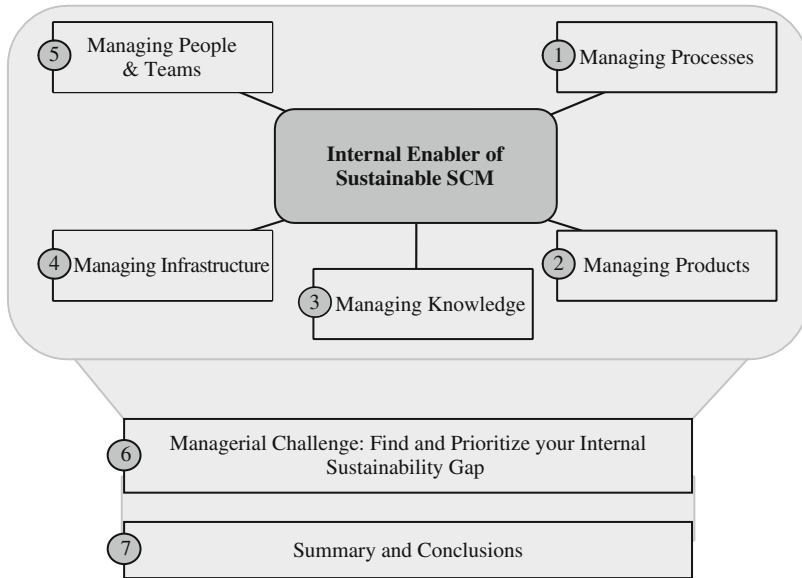 5
Managing People
& Teams
1
Managing Processes
Internal Enabler of
Sustainable SCM
4
Managing Infrastructure
2
Managing Products
3
Managing Knowledge
6
Managerial Challenge: Find and Prioritize your Internal
Sustainability Gap
7
Summary and Conclusions